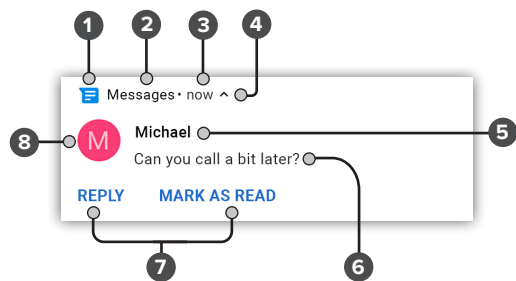 1 2 3 4
Messages • now ^
M Michael 5
8 Can you call a bit later?
REPLY MARK AS READ
7 6